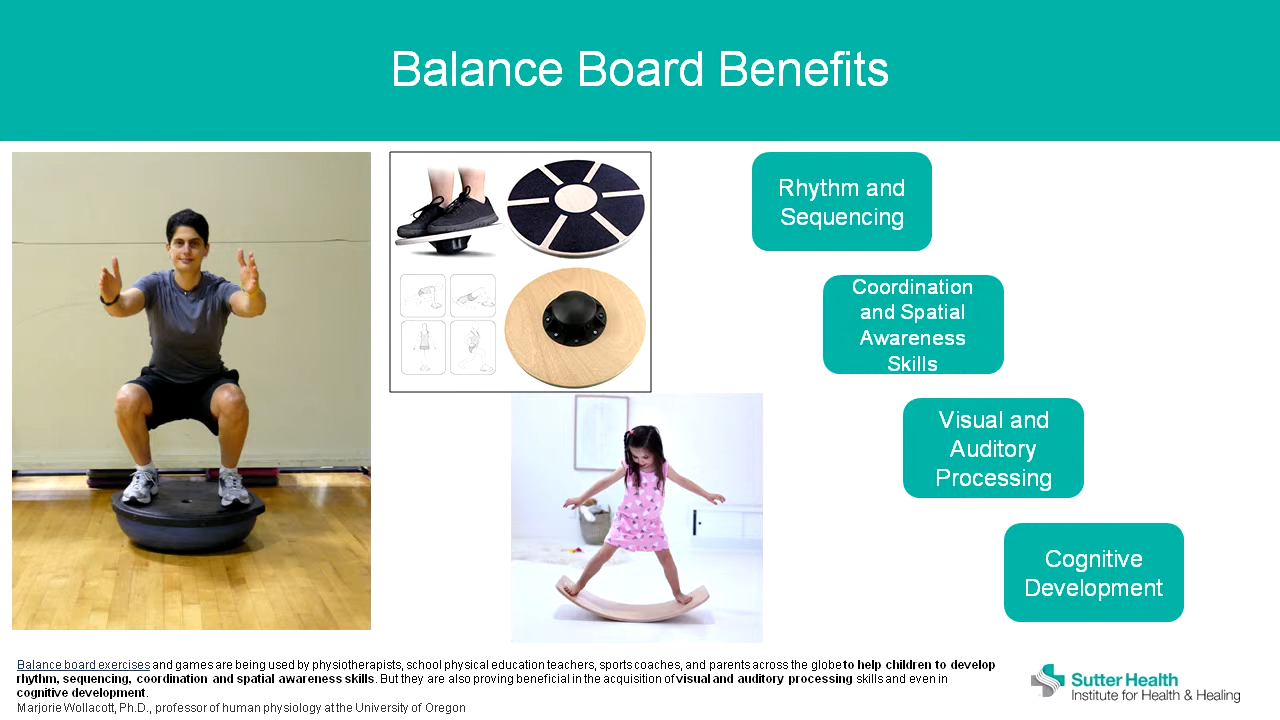 Balance Board Benefits
Rhythm and
Sequencing
Coordination
and Spatial
Awareness
Skills
Visual and
Auditory
Processing
Cognitive
Development
Balance board exercises and games are being used by physiotherapists, school physical education teachers, sports coaches, and parents across the globe to help children to develop
rhythm, sequencing, coordination and spatial awareness skills. But they are also proving beneficial in the acquisition of visual and auditory processing skills and even in
cognitive development.
Marjorie Wollacott, Ph.D., professor of human physiology at the University of Oregon
Sutter Health
Institute for Health & Healing